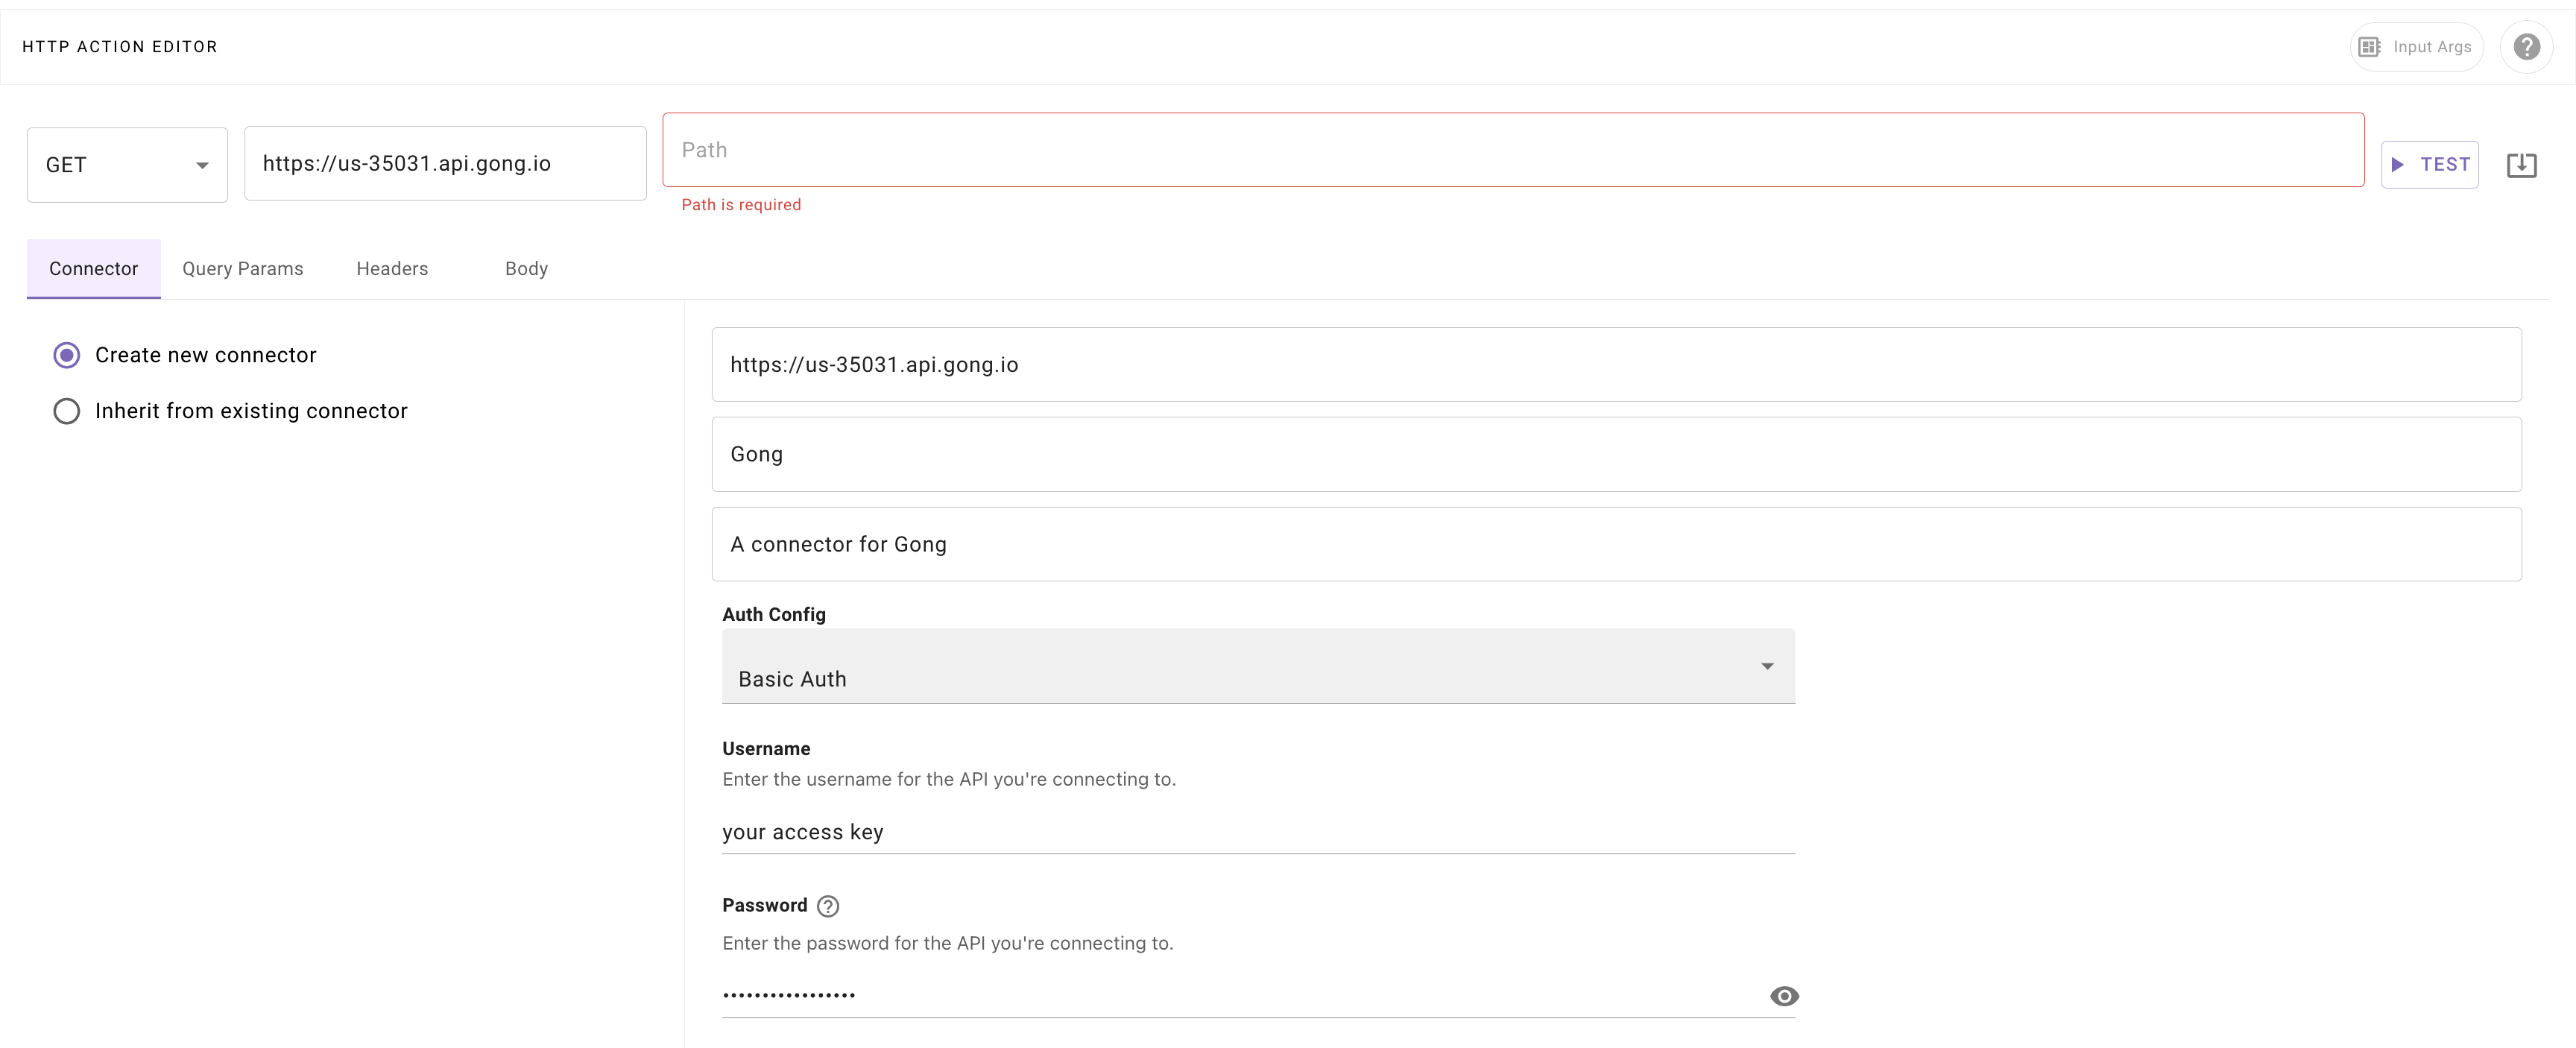 HTTP ACTION EDITOR
Input Args
GET
https://us-35031.api.gong.io
Path
TEST
Path is required
Connector
Query Params
Headers
Body
Create new connector
Inherit from existing connector
https://us-35031.api.gong.io
Gong
A connector for Gong
Auth Config
Basic Auth
Username
Enter the username for the API you're connecting to.
your access key
Password
Enter the password for the API you're connecting to.
•••••••••••••••••